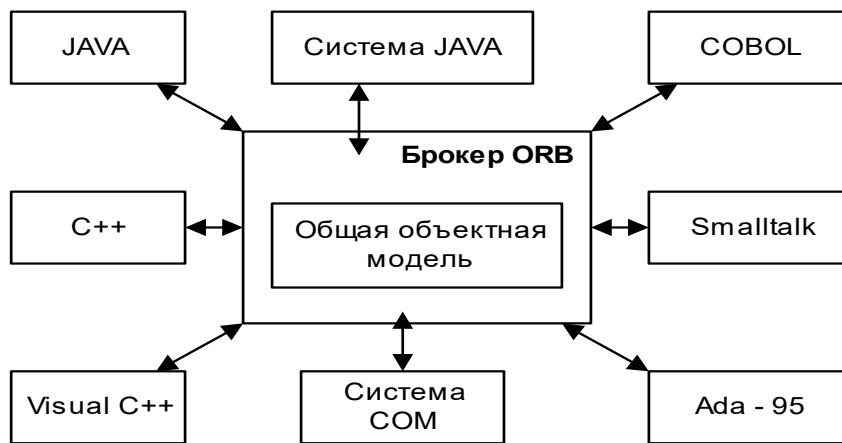 JAVA
Система JAVA
COBOL
Брокер ORB
C++
Общая объектная
модель
Smalltalk
Visual C++
Система
COM
Ada - 95